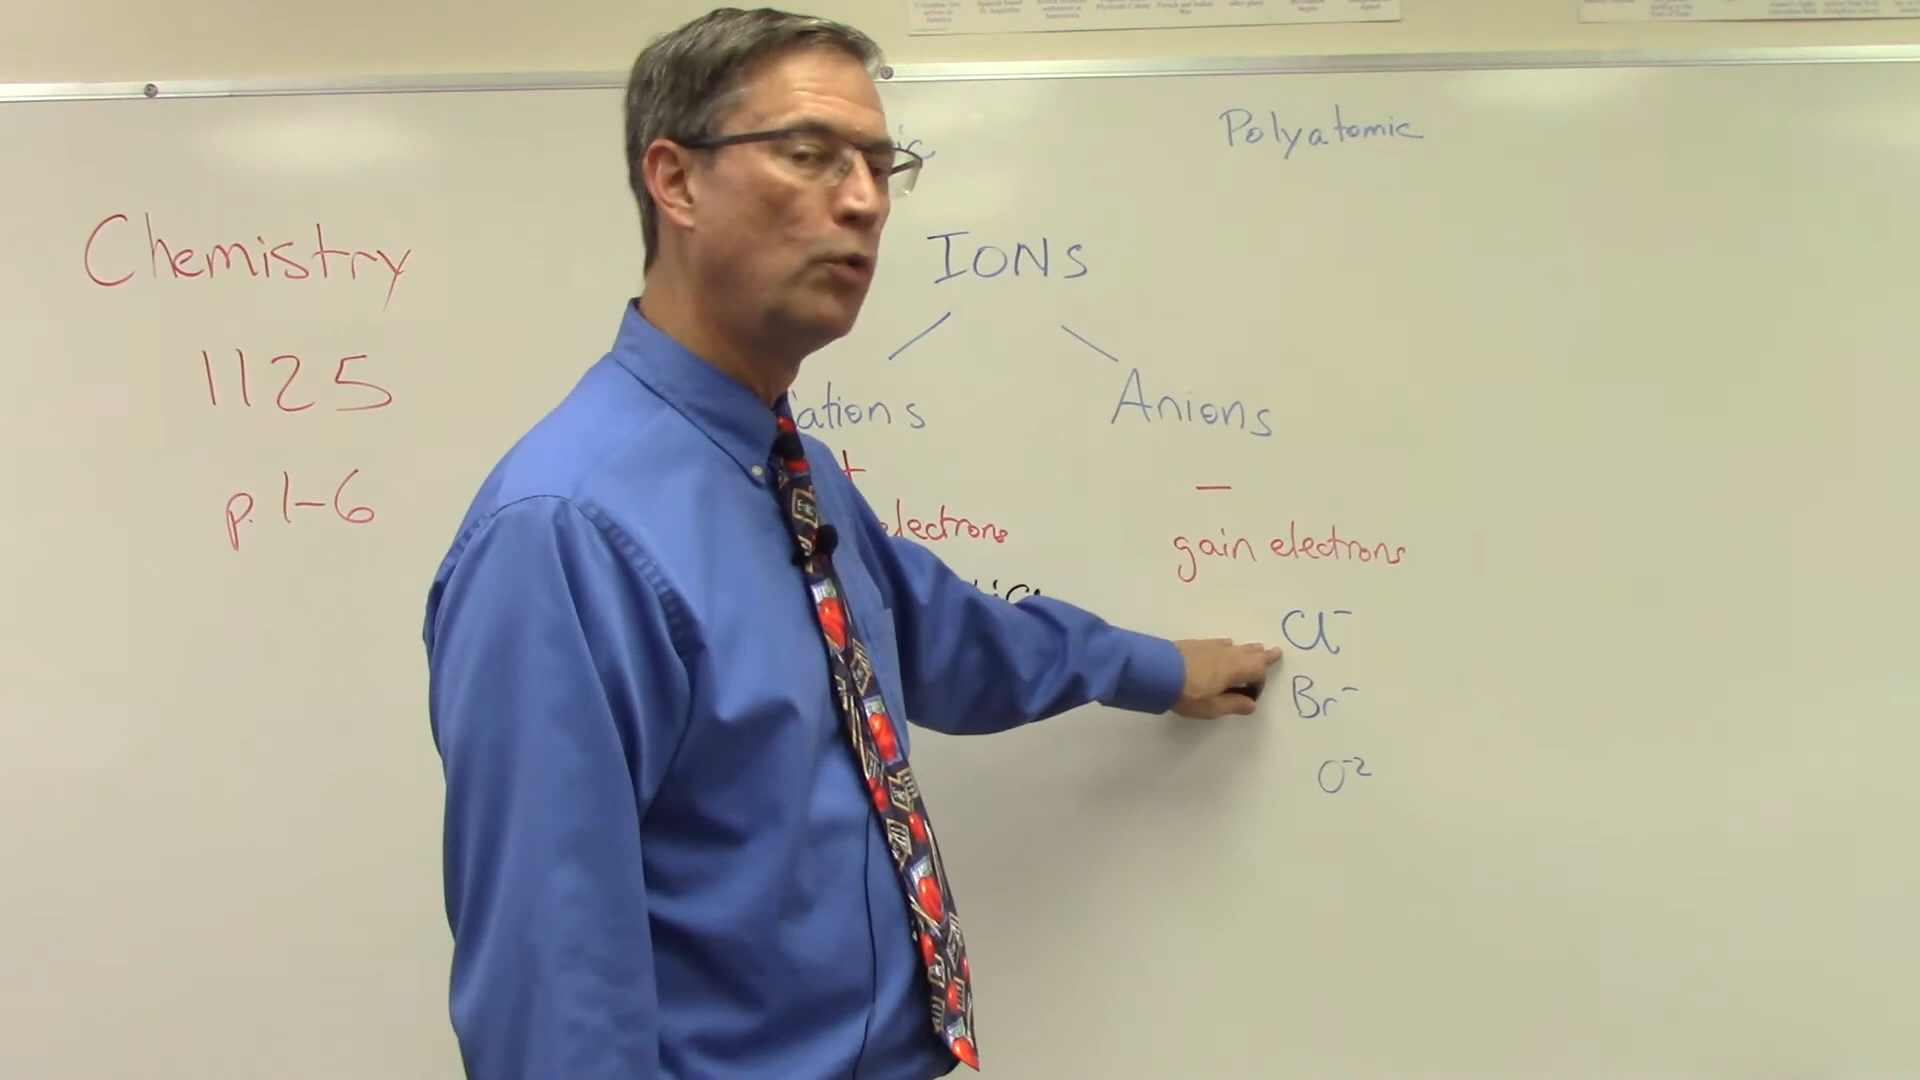 Polyatomic
Chemistry
1125
p. 1-6
IONS
ations
Anions
+
−
electrons
gain electrons
Cl⁻
Br⁻
O⁻²